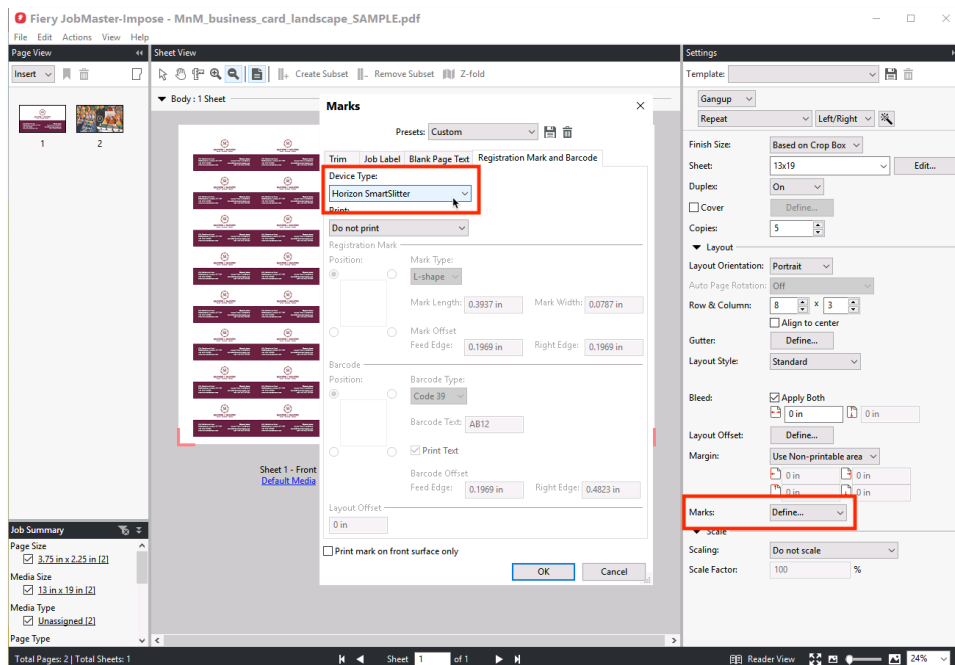 Fiery JobMaster-Impose - MnM_business_card_landscape_SAMPLE.pdf
File Edit Actions View Help
Page View
Insert
1 2
Job Summary
Page Size
3.75 in x 2.25 in [2]
Media Size
13 in x 19 in [2]
Media Type
Unassigned [2]
Page Type
Total Pages: 2 | Total Sheets: 1
Sheet View
Create Subset Remove Subset Z-fold
Body : 1 Sheet
Sheet 1 - Front
Default Media
Sheet 1 of 1
Reader View 24%
Marks
Presets: Custom
Trim Job Label Blank Page Text Registration Mark and Barcode
Device Type:
Horizon SmartSlitter
Print:
Do not print
Registration Mark
Position: Mark Type:
L-shape
Mark Length: 0.3937 in Mark Width: 0.0787 in
Mark Offset
Feed Edge: 0.1969 in Right Edge: 0.1969 in
Barcode
Position: Barcode Type:
Code 39
Barcode Text: AB12
Print Text
Barcode Offset
Feed Edge: 0.1969 in Right Edge: 0.4823 in
Layout Offset
0 in
Print mark on front surface only
OK Cancel
Settings
Template:
Gangup
Repeat Left/Right
Finish Size: Based on Crop Box
Sheet: 13x19 Edit...
Duplex: On
Cover Define...
Copies: 5
Layout
Layout Orientation: Portrait
Auto Page Rotation: Off
Row & Column: 8 x 3
Align to center
Gutter: Define...
Layout Style: Standard
Bleed: Apply Both
0 in 0 in
Layout Offset: Define...
Margin: Use Non-printable area
0 in 0 in
0 in 0 in
Marks: Define...
Scale
Scaling: Do not scale
Scale Factor: 100 %